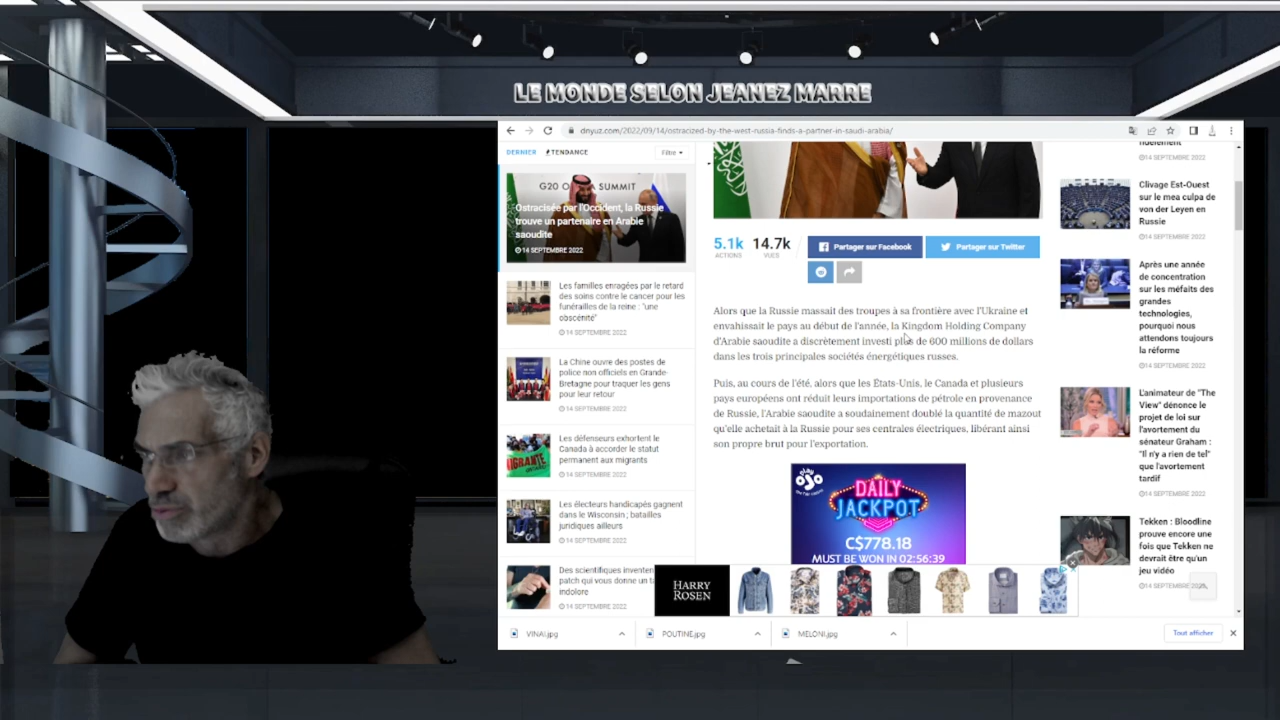 LE MONDE SELON JEANEZ MARRE
dnyuz.com/2022/09/14/ostracized-by-the-west-russia-finds-a-partner-in-saudi-arabia/
DERNIER
TENDANCE
Filtre
G20 O A SUMMIT
Ostracisée par l'Occident, la Russie
trouve un partenaire en Arabie
saoudite
14 SEPTEMBRE 2022
Les familles enragées par le retard
des soins contre le cancer pour les
funérailles de la reine : "une
obscénité"
14 SEPTEMBRE 2022
La Chine ouvre des postes de
police non officiels en Grande-
Bretagne pour traquer les gens
pour leur retour
14 SEPTEMBRE 2022
Les défenseurs exhortent le
Canada à accorder le statut
permanent aux migrants
14 SEPTEMBRE 2022
Les électeurs handicapés gagnent
dans le Wisconsin ; batailles
juridiques ailleurs
14 SEPTEMBRE 2022
Des scientifiques inventen
patch qui vous donne un ta
indolore
14 SEPTEMBRE 2022
5.1k
ACTIONS
14.7k
VUES
Partager sur Facebook
Partager sur Twitter
Alors que la Russie massait des troupes à sa frontière avec l'Ukraine et
envahissait le pays au début de l'année, la Kingdom Holding Company
d'Arabie saoudite a discrètement investi plus de 600 millions de dollars
dans les trois principales sociétés énergétiques russes.
Puis, au cours de l'été, alors que les États-Unis, le Canada et plusieurs
pays européens ont réduit leurs importations de pétrole en provenance
de Russie, l'Arabie saoudite a soudainement doublé la quantité de mazout
qu'elle achetait à la Russie pour ses centrales électriques, libérant ainsi
son propre brut pour l'exportation.
play
OJO
the fair casino
DAILY
JACKPOT
C$778.18
MUST BE WON IN 02:56:39
HARRY
ROSEN
14 SEPTEMBRE 2022
Clivage Est-Ouest
sur le mea culpa de
von der Leyen en
Russie
14 SEPTEMBRE 2022
Après une année
de concentration
sur les méfaits des
grandes
technologies,
pourquoi nous
attendons toujours
la réforme
14 SEPTEMBRE 2022
L'animateur de "The
View" dénonce le
projet de loi sur
l'avortement du
sénateur Graham :
"Il n'y a rien de tel"
que l'avortement
tardif
14 SEPTEMBRE 2022
Tekken : Bloodline
prouve encore une
fois que Tekken ne
devrait être qu'un
jeu vidéo
14 SEPTEMBRE 2022
VINAI.jpg
POUTINE.jpg
MELONI.jpg
Tout afficher